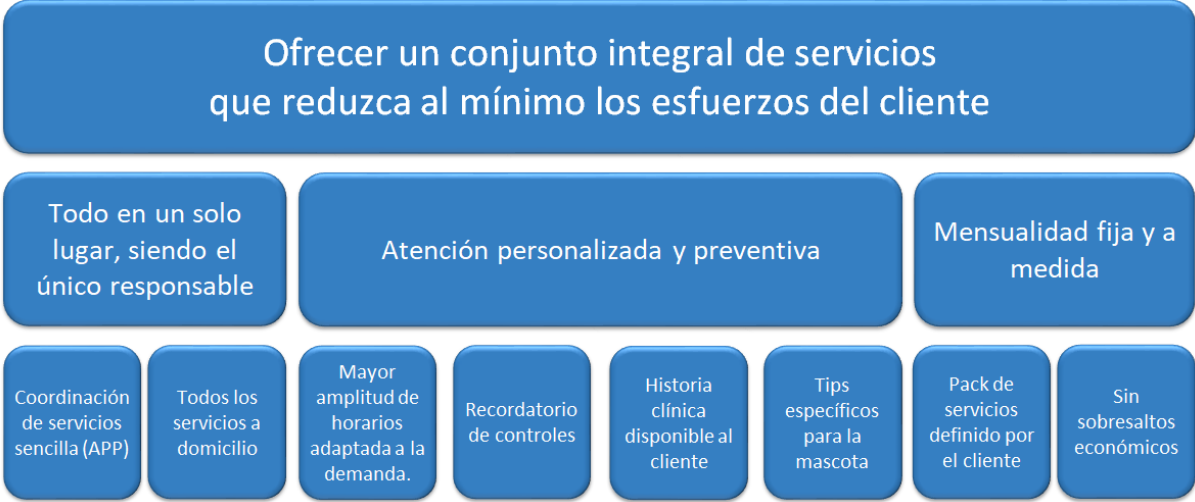 Ofrecer un conjunto integral de servicios
que reduzca al mínimo los esfuerzos del cliente
Todo en un solo
lugar, siendo el
único responsable
Atención personalizada y preventiva
Mensualidad fija y a
medida
Coordinación
de servicios
sencilla (APP)
Todos los
servicios a
domicilio
Mayor
amplitud de
horarios
adaptada a la
demanda.
Recordatorio
de controles
Historia
clínica
disponible al
cliente
Tips
específicos
para la
mascota
Pack de
servicios
definido por
el cliente
Sin
sobresaltos
económicos